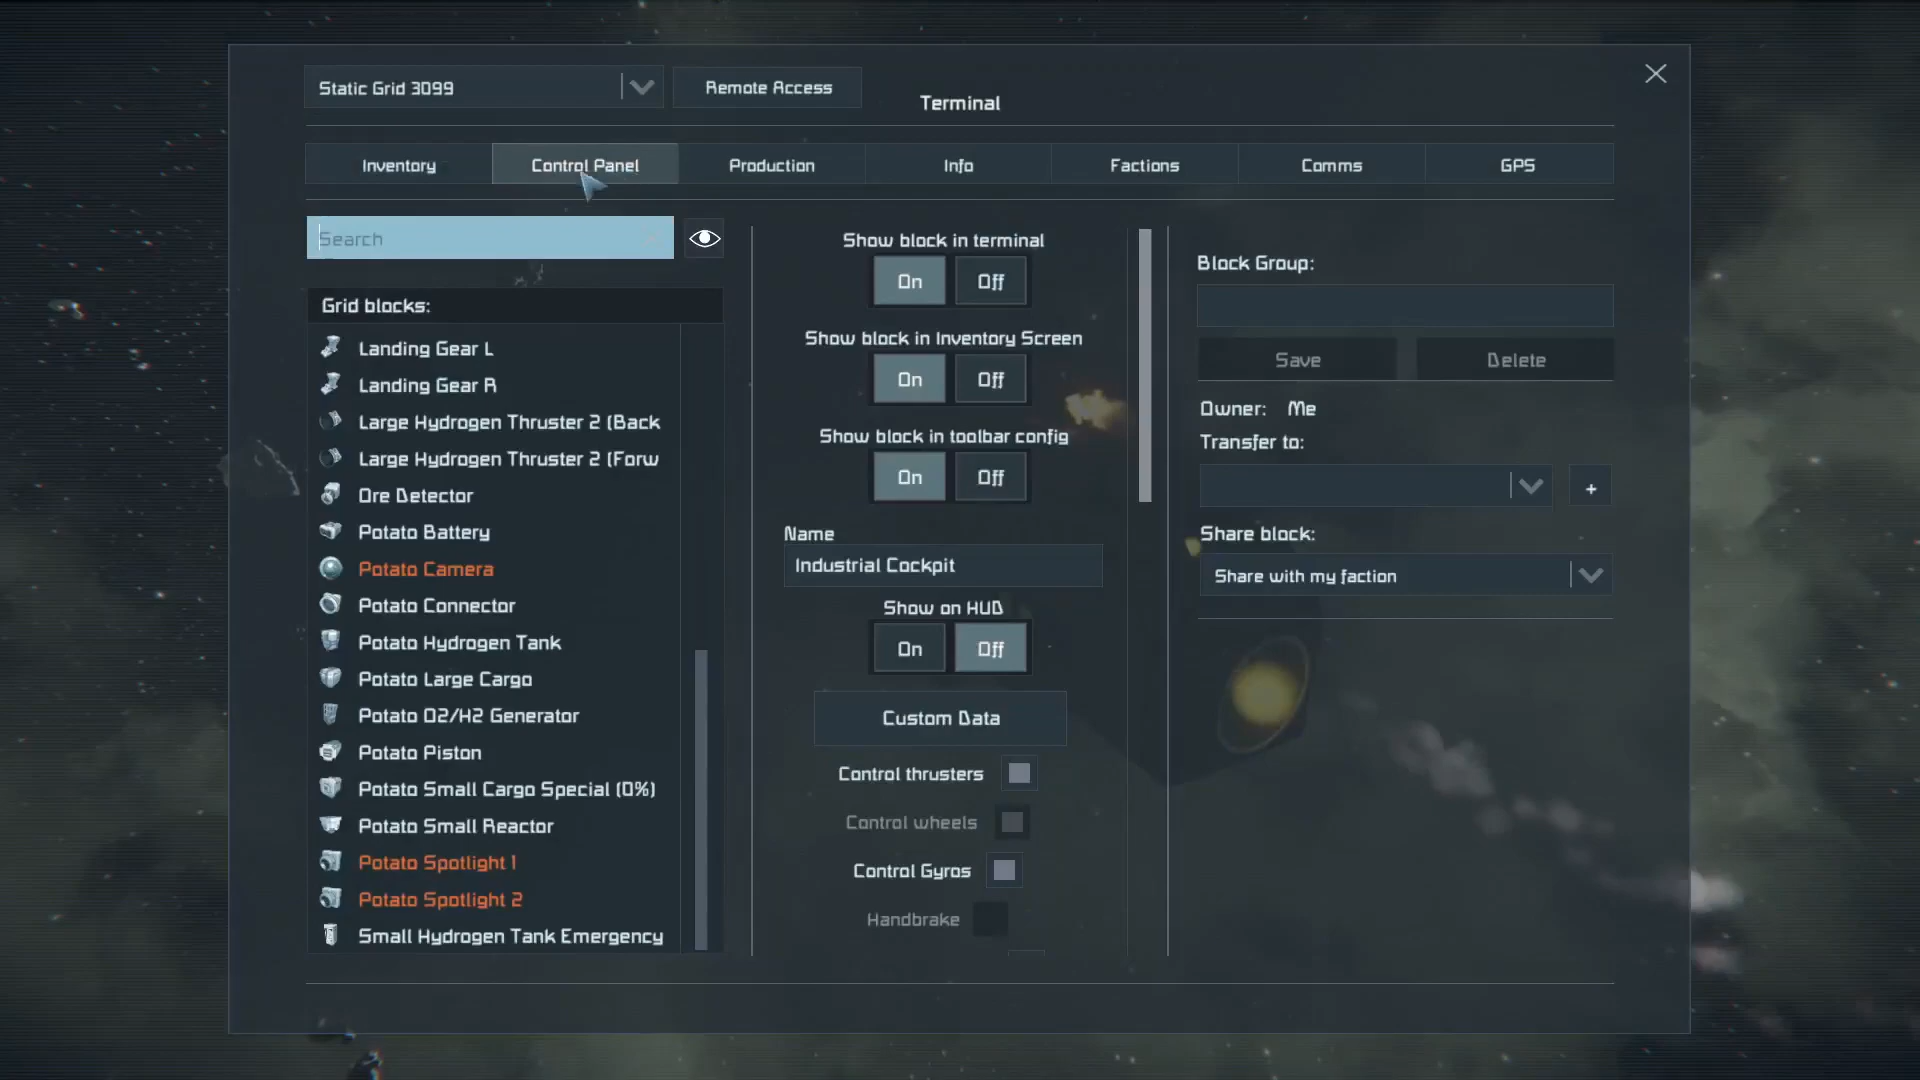 Static Grid 3099
Remote Access
Terminal
Inventory
Control Panel
Production
Info
Factions
Comms
GPS
Search
Grid blocks:
Landing Gear L
Landing Gear R
Large Hydrogen Thruster 2 (Back
Large Hydrogen Thruster 2 (Forw
Ore Detector
Potato Battery
Potato Camera
Potato Connector
Potato Hydrogen Tank
Potato Large Cargo
Potato O2/H2 Generator
Potato Piston
Potato Small Cargo Special (0%)
Potato Small Reactor
Potato Spotlight 1
Potato Spotlight 2
Small Hydrogen Tank Emergency
Show block in terminal
On Off
Show block in Inventory Screen
On Off
Show block in toolbar config
On Off
Name
Industrial Cockpit
Show on HUD
On Off
Custom Data
Control thrusters
Control wheels
Control Gyros
Handbrake
Block Group:
Save Delete
Owner: Me
Transfer to:
+
Share block:
Share with my faction